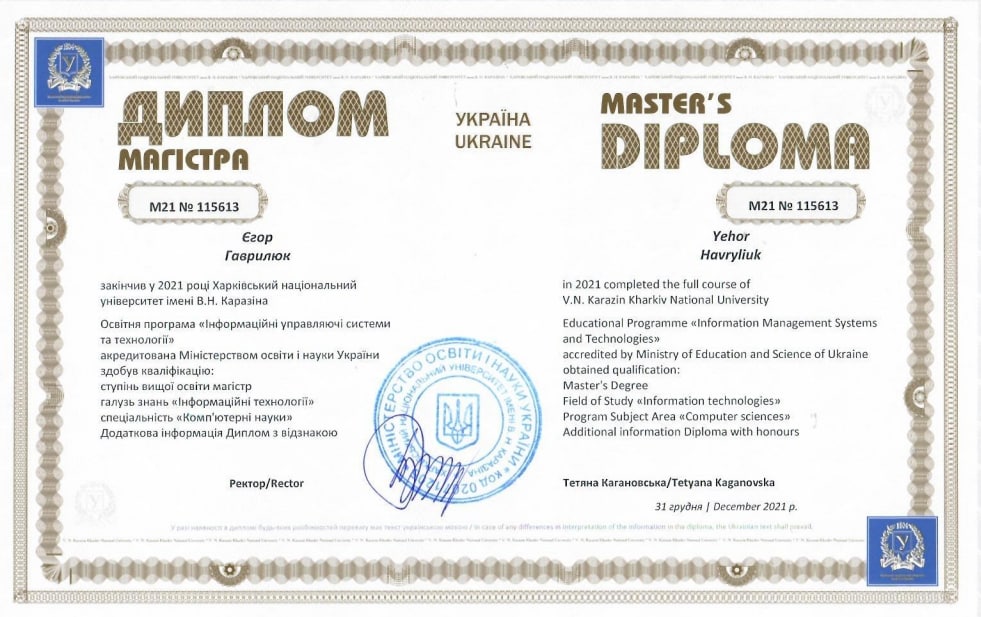 ДИПЛОМ
МАГІСТРА
М21 № 115613
УКРАЇНА
UKRAINE
MASTER'S
DIPLOMA
М21 № 115613
Єгор
Гаврилюк
закінчив у 2021 році Харківський національний
університет імені В.Н. Каразіна
Освітня програма «Інформаційні управляючі системи
та технології»
акредитована Міністерством освіти і науки України
здобув кваліфікацію:
ступінь вищої освіти магістр
галузь знань «Інформаційні технології»
спеціальність «Комп'ютерні науки»
Додаткова інформація Диплом з відзнакою
Yehor
Havryliuk
in 2021 completed the full course of
V.N. Karazin Kharkiv National University
Educational Programme «Information Management Systems
and Technologies»
accredited by Ministry of Education and Science of Ukraine
obtained qualification:
Master's Degree
Field of Study «Information technologies»
Program Subject Area «Computer sciences»
Additional information Diploma with honours
МІНІСТЕРСТВО ОСВІТИ І НАУКИ УКРАЇНИ
НАЦІОНАЛЬНИЙ УНІВЕРСИТЕТ ІМЕНІ В Н КАРАЗІНА
Ректор/Rector
Тетяна Кагановська/Tetyana Kaganovska
31 грудня | December 2021 р.
У разі наявності в дипломі будь-яких розбіжностей перевагу має текст українською мовою / In case of any differences in interpretation of the information in the diploma, the Ukrainian text shall prevail.